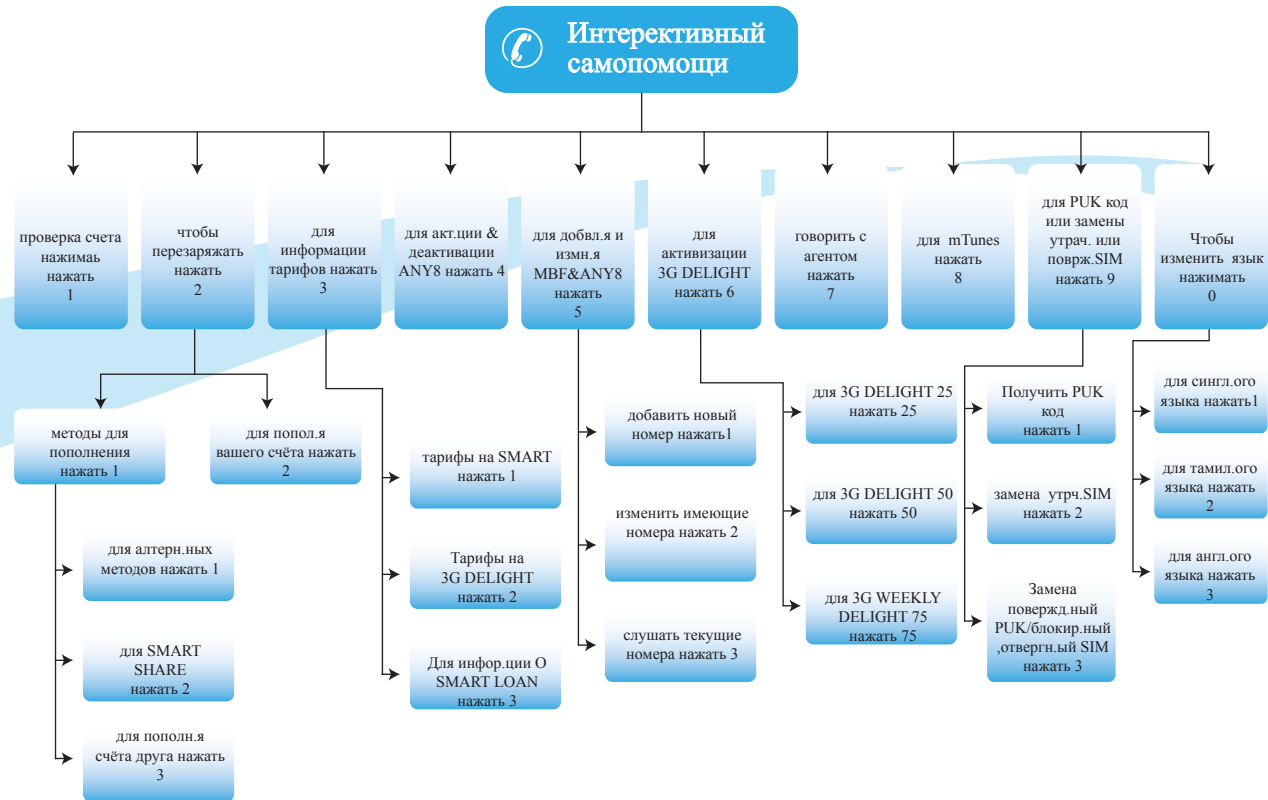 Интерективный
самопомощи
проверка счета
нажимаь
нажать
1
чтобы
перезаряжать
нажать
2
для
информации
тарифов нажать
3
для акт.ции &
деактивации
ANY8 нажать 4
для добвл.я и
измн.я
MBF&ANY8
нажать
5
для
активизации
3G DELIGHT
нажать 6
говорить с
агентом
нажать
7
для mTunes
нажать
8
для PUK код
или замены
утрач. или
поврж.SIM
нажать 9
Чтобы
изменить язык
нажимать
0
методы для
пополнения
нажать 1
для попол.я
вашего счёта нажать
2
для алтерн.ных
методов нажать 1
для SMART
SHARE
нажать 2
для пополн.я
счёта друга нажать
3
тарифы на SMART
нажать 1
Тарифы на
3G DELIGHT
нажать 2
Для инфор.ции О
SMART LOAN
нажать 3
добавить новый
номер нажать1
изменить имеющие
номера нажать 2
слушать текущие
номера нажать 3
для 3G DELIGHT 25
нажать 25
для 3G DELIGHT 50
нажать 50
для 3G WEEKLY
DELIGHT 75
нажать 75
Получить PUK
код
нажать 1
замена утрч.SIM
нажать 2
Замена
повержд.ный
PUK/блокир.ный
,отвергн.ый SIM
нажать 3
для сингл.ого
языка нажать1
для тамил.ого
языка нажать
2
для англ.ого
языка нажать
3